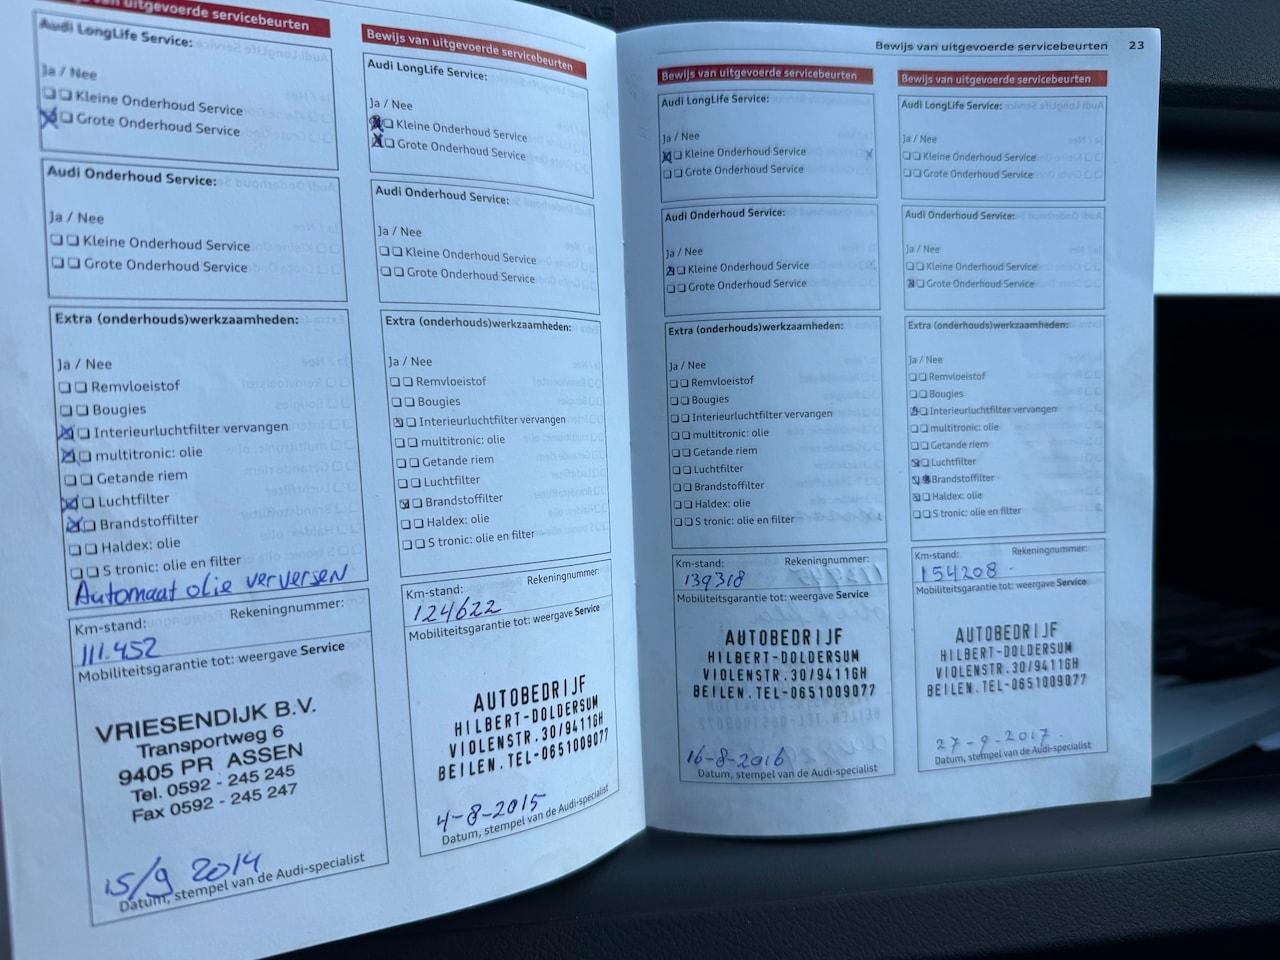 van uitgevoerde servicebeurten
Audi LongLife Service:
Ja / Nee
Kleine Onderhoud Service
Grote Onderhoud Service
Audi Onderhoud Service:
Ja / Nee
Kleine Onderhoud Service
Grote Onderhoud Service
Extra (onderhouds)werkzaamheden:
Ja / Nee
Remvloeistof
Bougies
Interieurluchtfilter vervangen
multitronic: olie
Getande riem
Luchtfilter
Brandstoffilter
Haldex: olie
S tronic: olie en filter
Automaat olie verversen
Km-stand:
Rekeningnummer:
111.452
Mobiliteitsgarantie tot: weergave Service
VRIESENDIJK B.V.
Transportweg 6
9405 PR ASSEN
Tel. 0592 - 245 245
Fax 0592 - 245 247
15/9 2014
Datum, stempel van de Audi-specialist
Bewijs van uitgevoerde servicebeurten
Audi LongLife Service:
Ja / Nee
Kleine Onderhoud Service
Grote Onderhoud Service
Audi Onderhoud Service:
Ja / Nee
Kleine Onderhoud Service
Grote Onderhoud Service
Extra (onderhouds)werkzaamheden:
Ja / Nee
Remvloeistof
Bougies
Interieurluchtfilter vervangen
multitronic: olie
Getande riem
Luchtfilter
Brandstoffilter
Haldex: olie
S tronic: olie en filter
Km-stand:
Rekeningnummer:
124622
Mobiliteitsgarantie tot: weergave Service
AUTOBEDRIJF
HILBERT-DOLDERSUM
VIOLENSTR.30/9411GH
BEILEN.TEL-0651009077
4-8-2015
Datum, stempel van de Audi-specialist
Bewijs van uitgevoerde servicebeurten 23
Bewijs van uitgevoerde servicebeurten
Audi LongLife Service:
Ja / Nee
Kleine Onderhoud Service
Grote Onderhoud Service
Audi Onderhoud Service:
Ja / Nee
Kleine Onderhoud Service
Grote Onderhoud Service
Extra (onderhouds)werkzaamheden:
Ja / Nee
Remvloeistof
Bougies
Interieurluchtfilter vervangen
multitronic: olie
Getande riem
Luchtfilter
Brandstoffilter
Haldex: olie
S tronic: olie en filter
Km-stand:
Rekeningnummer:
139318
Mobiliteitsgarantie tot: weergave Service
AUTOBEDRIJF
HILBERT-DOLDERSUM
VIOLENSTR.30/9411GH
BEILEN.TEL-0651009077
16-8-2016
Datum, stempel van de Audi-specialist
Bewijs van uitgevoerde servicebeurten
Audi LongLife Service:
Ja / Nee
Kleine Onderhoud Service
Grote Onderhoud Service
Audi Onderhoud Service:
Ja / Nee
Kleine Onderhoud Service
Grote Onderhoud Service
Extra (onderhouds)werkzaamheden:
Ja / Nee
Remvloeistof
Bougies
Interieurluchtfilter vervangen
multitronic: olie
Getande riem
Luchtfilter
Brandstoffilter
Haldex: olie
S tronic: olie en filter
Km-stand:
Rekeningnummer:
154208
Mobiliteitsgarantie tot: weergave Service
AUTOBEDRIJF
HILBERT-DOLDERSUM
VIOLENSTR.30/9411GH
BEILEN.TEL-0651009077
27-9-2017
Datum, stempel van de Audi-specialist